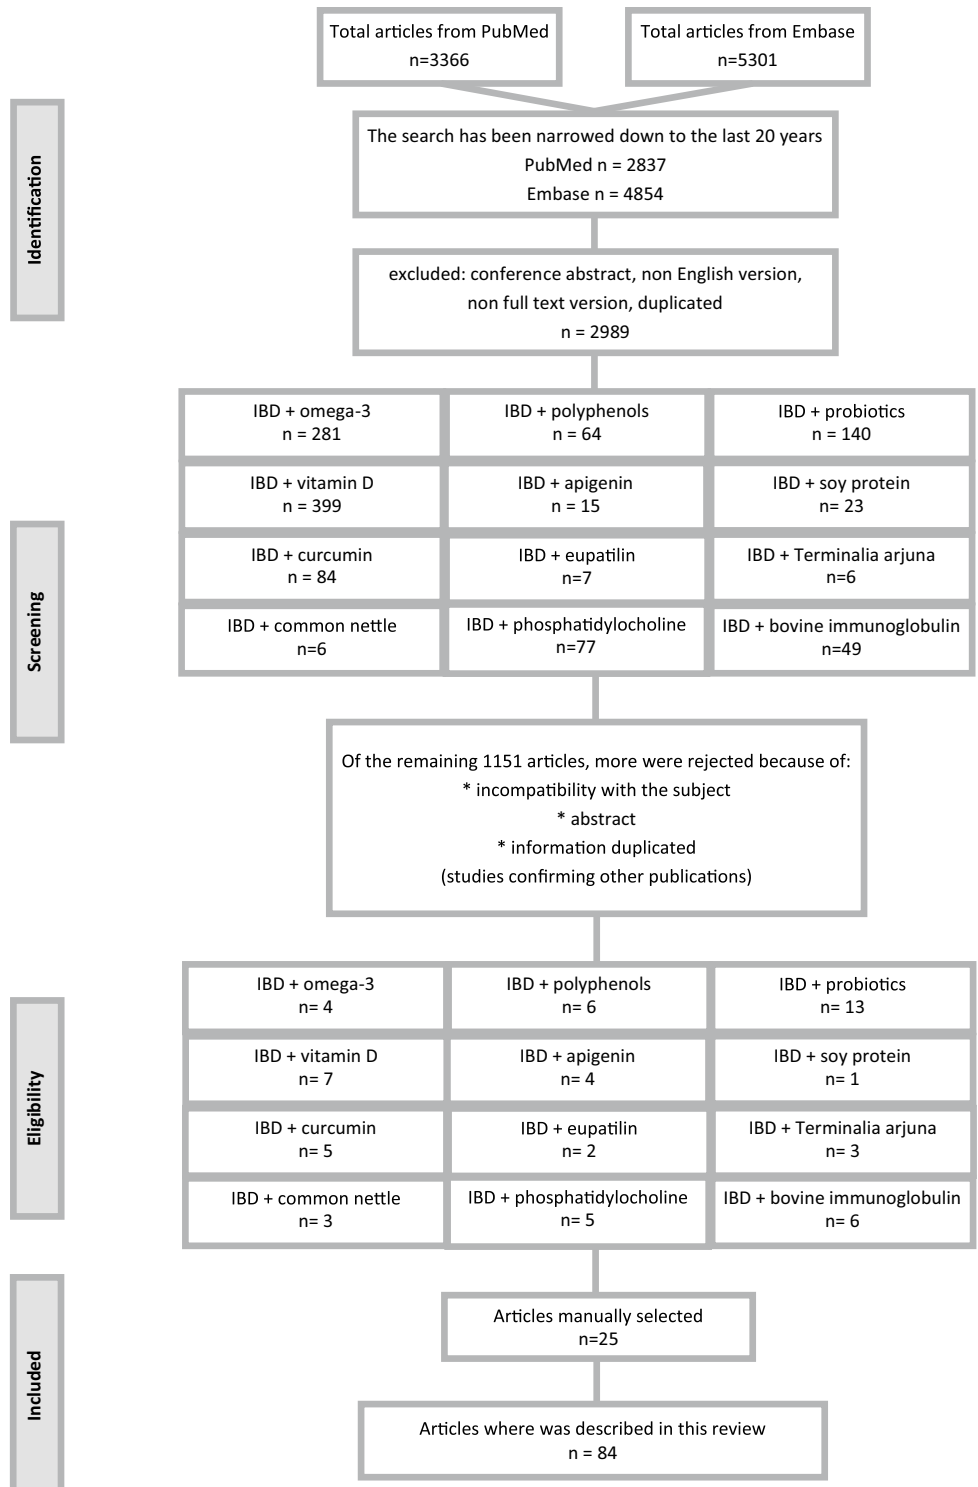 Total articles from PubMed
n=3366
Total articles from Embase
n=5301
Identification
The search has been narrowed down to the last 20 years
PubMed n = 2837
Embase n = 4854
excluded: conference abstract, non English version,
non full text version, duplicated
n = 2989
Screening
IBD + omega-3
n = 281
IBD + polyphenols
n = 64
IBD + probiotics
n = 140
IBD + vitamin D
n = 399
IBD + apigenin
n = 15
IBD + soy protein
n= 23
IBD + curcumin
n = 84
IBD + eupatilin
n=7
IBD + Terminalia arjuna
n=6
IBD + common nettle
n=6
IBD + phosphatidylocholine
n=77
IBD + bovine immunoglobulin
n=49
Of the remaining 1151 articles, more were rejected because of:
* incompatibility with the subject
* abstract
* information duplicated
(studies confirming other publications)
Eligibility
IBD + omega-3
n= 4
IBD + polyphenols
n= 6
IBD + probiotics
n= 13
IBD + vitamin D
n= 7
IBD + apigenin
n= 4
IBD + soy protein
n= 1
IBD + curcumin
n= 5
IBD + eupatilin
n= 2
IBD + Terminalia arjuna
n= 3
IBD + common nettle
n= 3
IBD + phosphatidylocholine
n= 5
IBD + bovine immunoglobulin
n= 6
Included
Articles manually selected
n=25
Articles where was described in this review
n = 84